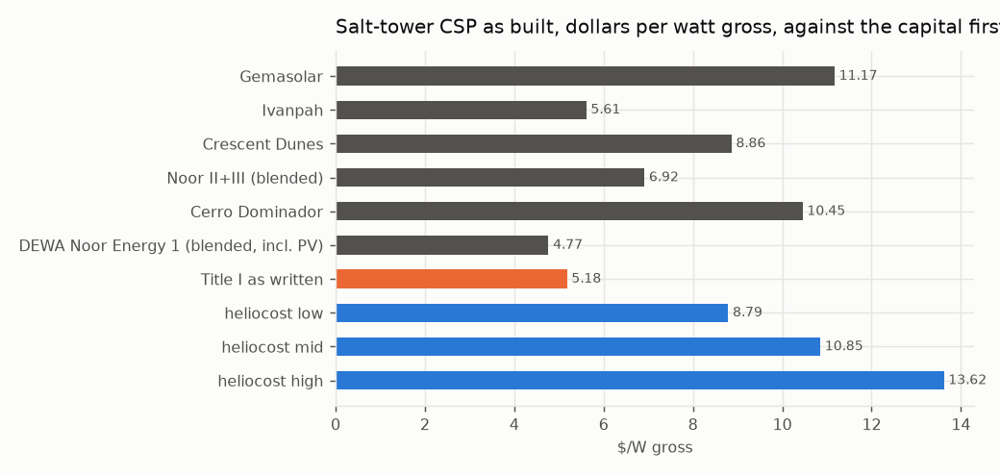 Salt-tower CSP as built, dollars per watt gross, against the capital
Gemasolar 11.17
Ivanpah 5.61
Crescent Dunes 8.86
Noor II+III (blended) 6.92
Cerro Dominador 10.45
DEWA Noor Energy 1 (blended, incl. PV) 4.77
Title I as written 5.18
heliocost low 8.79
heliocost mid 10.85
heliocost high 13.62
0 2 4 6 8 10 12 14
$/W gross